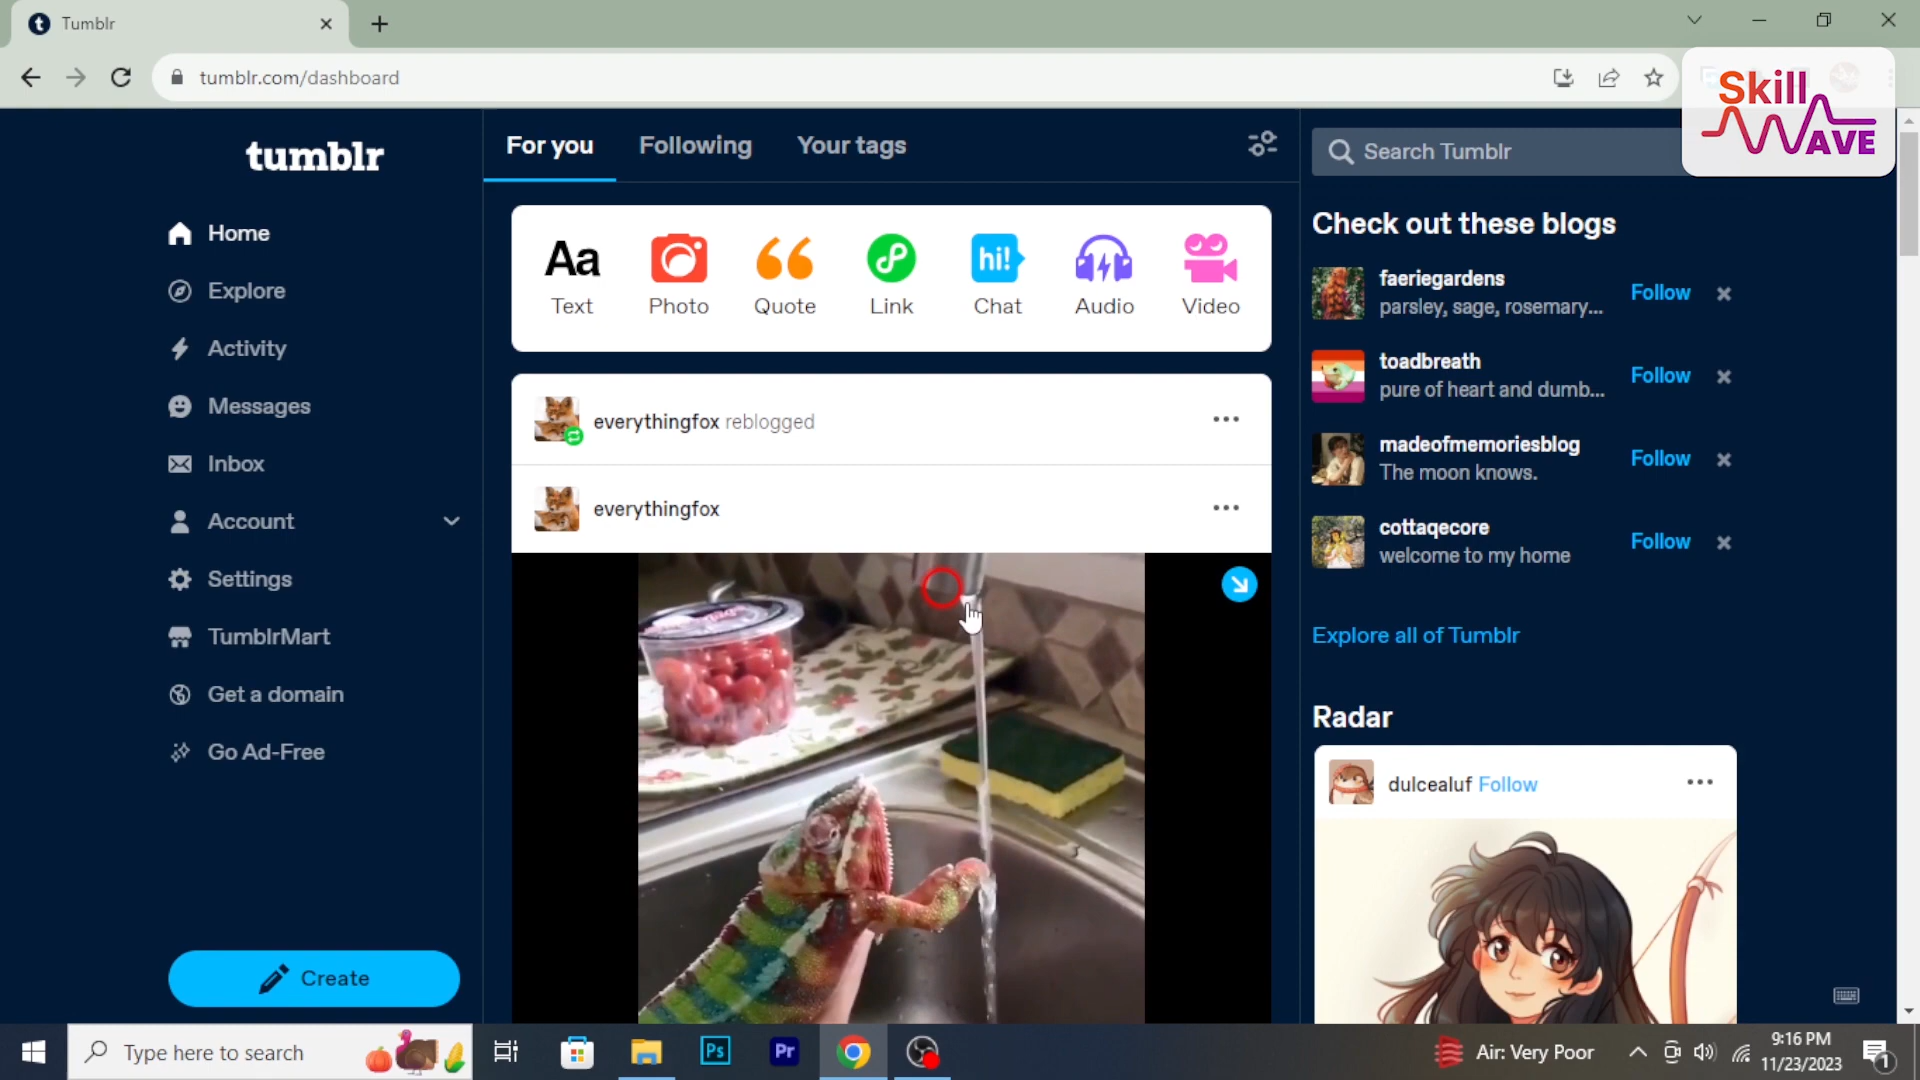 Tumblr
tumblr.com/dashboard
Skill
WAVE
tumblr
For you
Following
Your tags
Search Tumblr
Home
Explore
Activity
Messages
Inbox
Account
Settings
TumblrMart
Get a domain
Go Ad-Free
Create
Aa
hi!
Text
Photo
Quote
Link
Chat
Audio
Video
everythingfox reblogged
everythingfox
Check out these blogs
faeriegardens
parsley, sage, rosemary...
Follow
toadbreath
pure of heart and dumb...
Follow
madeofmemoriesblog
The moon knows.
Follow
cottaqecore
welcome to my home
Follow
Explore all of Tumblr
Radar
dulcealuf Follow
Type here to search
Ps
Pr
Air: Very Poor
9:16 PM
11/23/2023
1